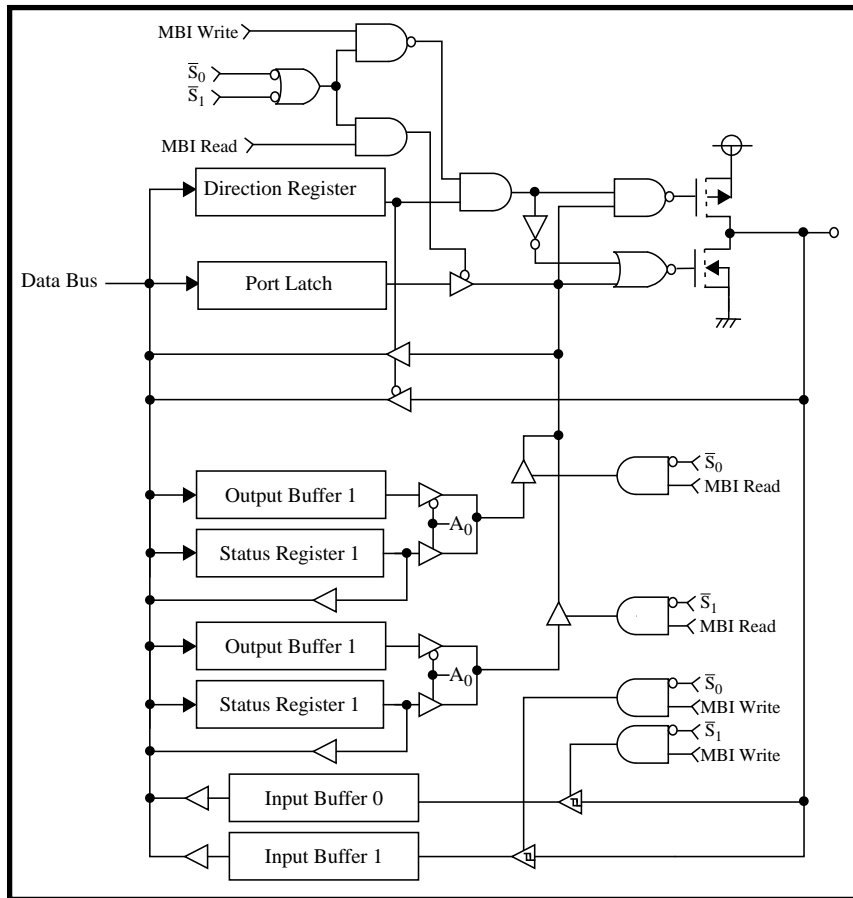 MBI Write
S̅0
S̅1
MBI Read
Direction Register
Data Bus
Port Latch
Output Buffer 1
A0
S̅0
MBI Read
Status Register 1
Output Buffer 1
A0
S̅1
MBI Read
Status Register 1
S̅0
MBI Write
S̅1
MBI Write
Input Buffer 0
Input Buffer 1